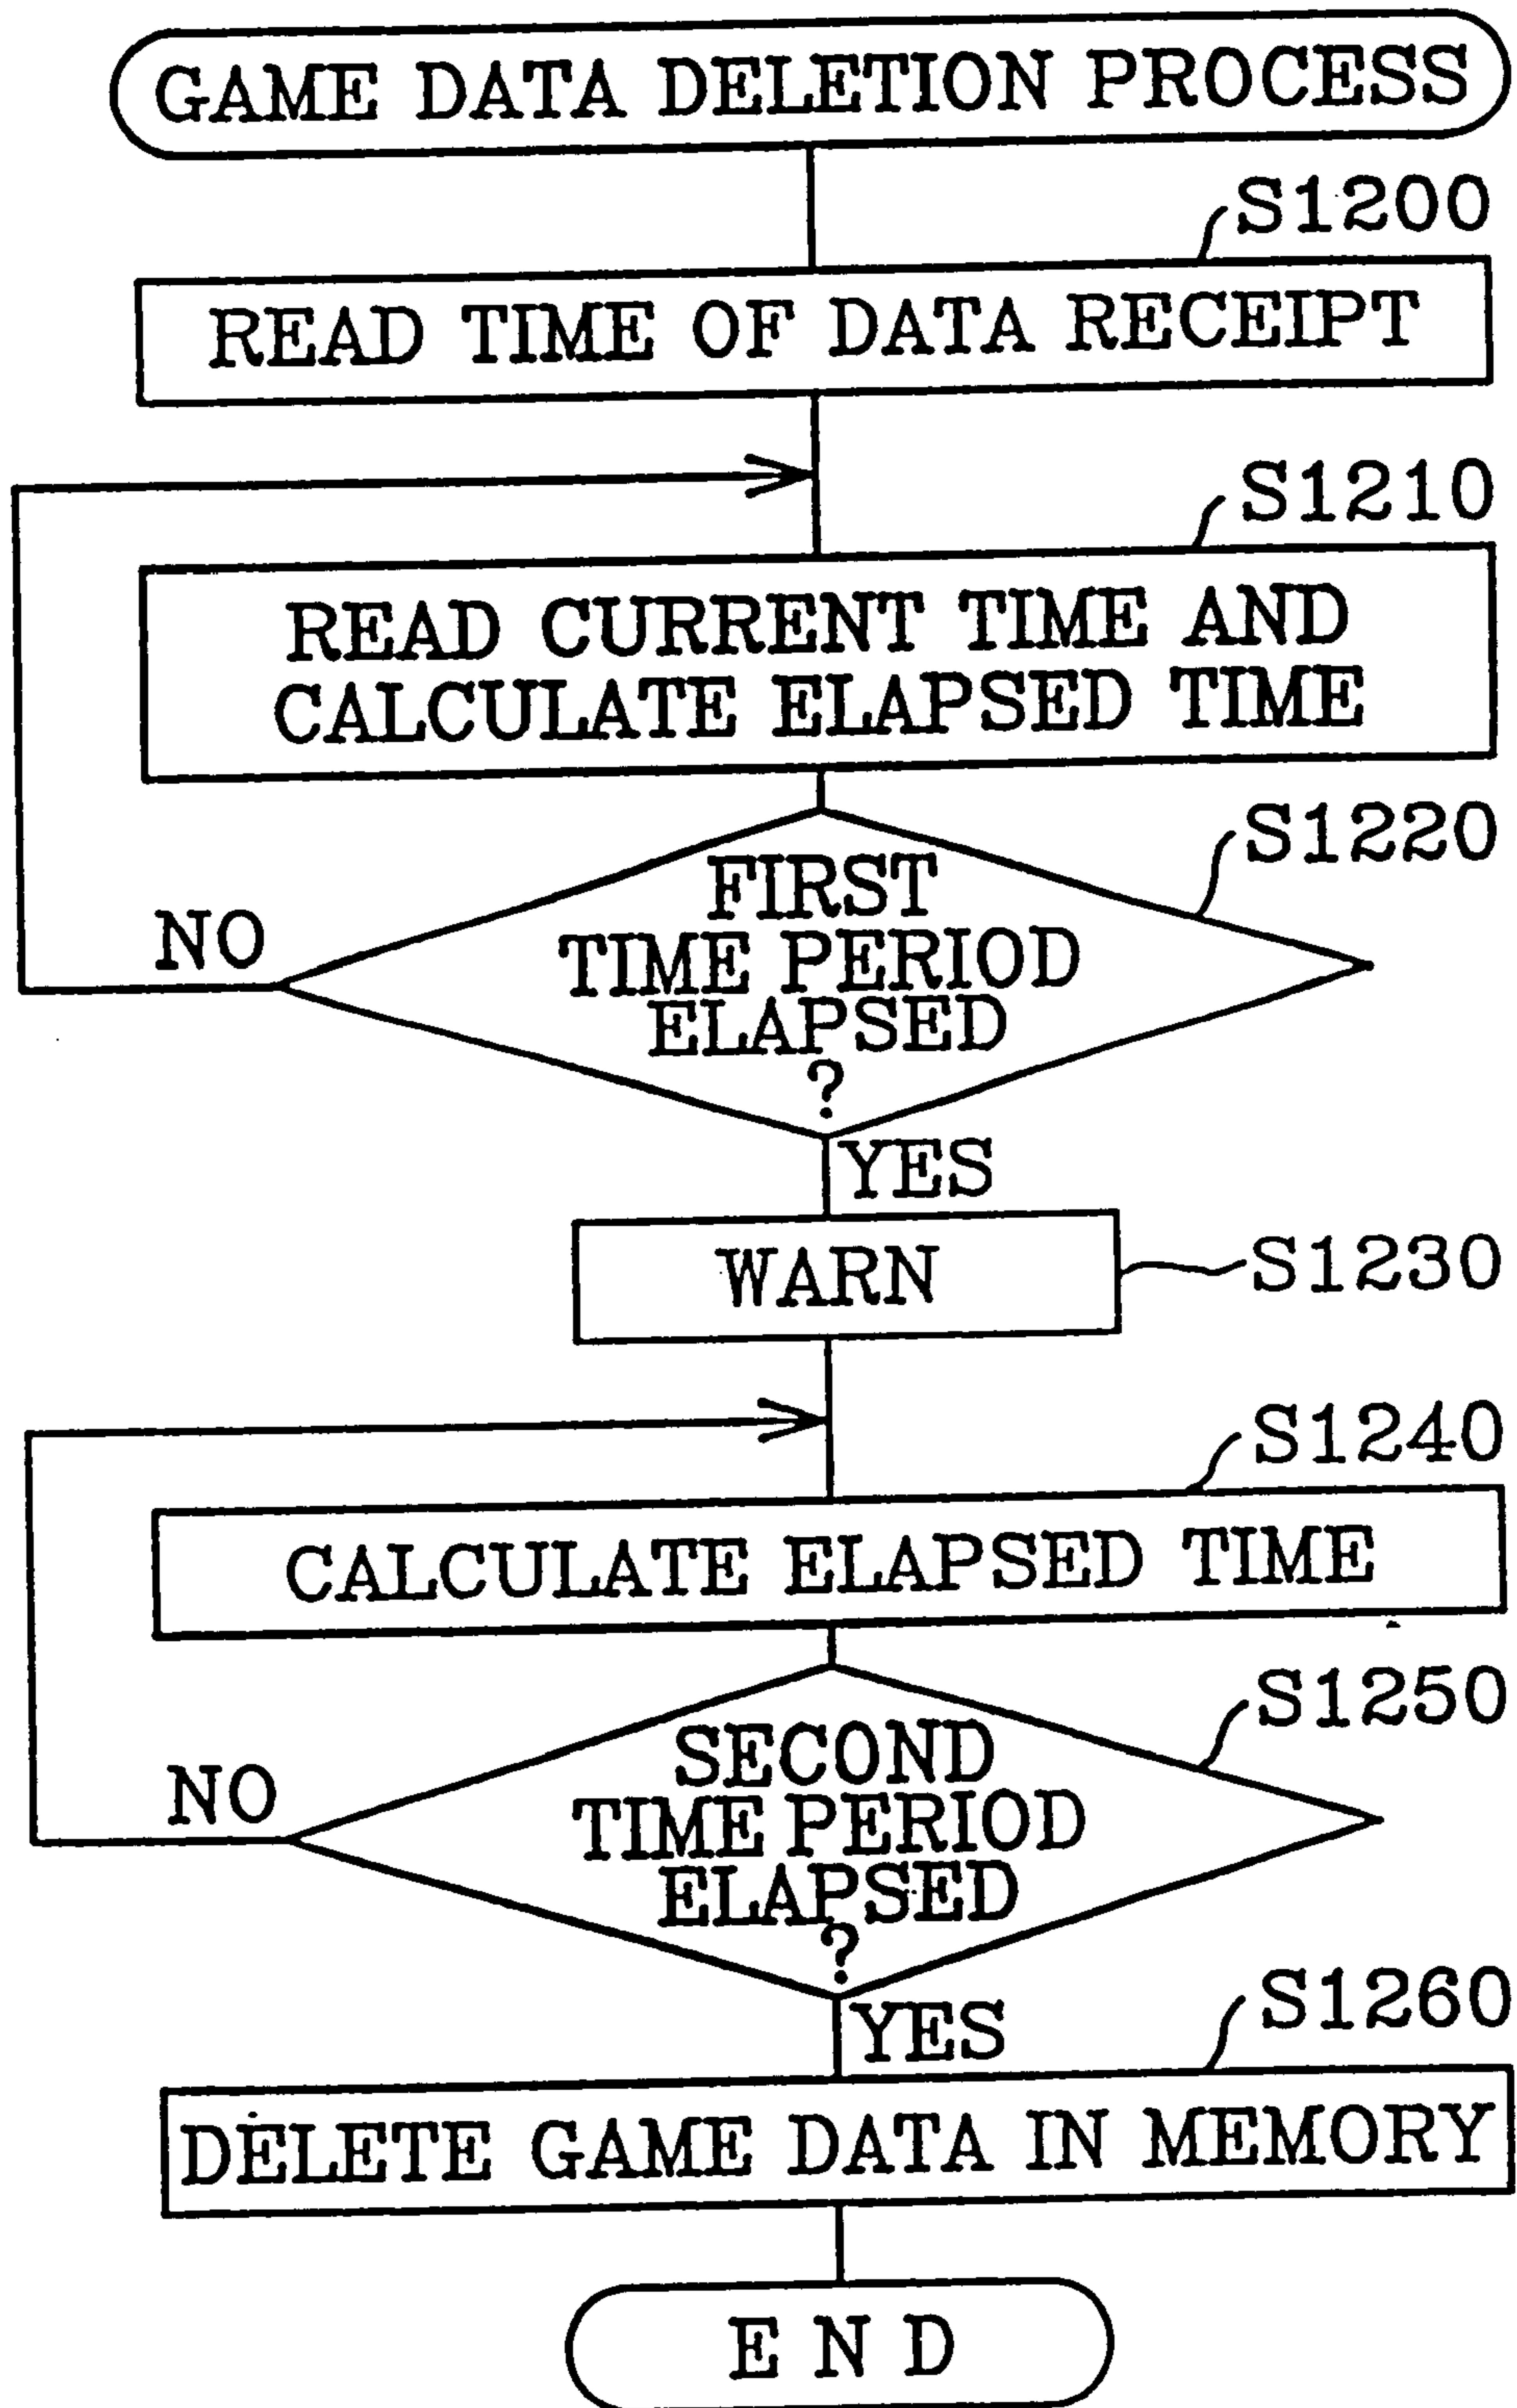 GAME DATA DELETION PROCESS
S1200
READ TIME OF DATA RECEIPT
S1210
READ CURRENT TIME AND
CALCULATE ELAPSED TIME
S1220
FIRST
TIME PERIOD
ELAPSED
?
NO
YES
WARN
S1230
S1240
CALCULATE ELAPSED TIME
S1250
SECOND
TIME PERIOD
ELAPSED
?
NO
YES
S1260
DELETE GAME DATA IN MEMORY
END